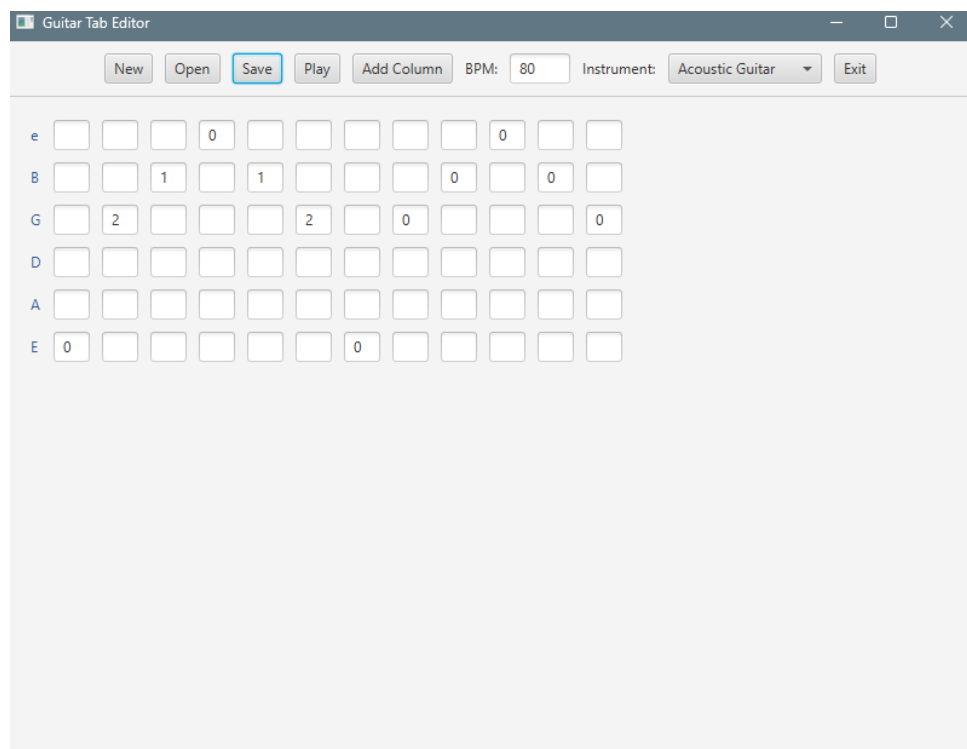 Guitar Tab Editor
New Open Save Play Add Column BPM: 80 Instrument: Acoustic Guitar Exit
e 0 0
B 1 1 0 0
G 2 2 0 0
D
A
E 0 0